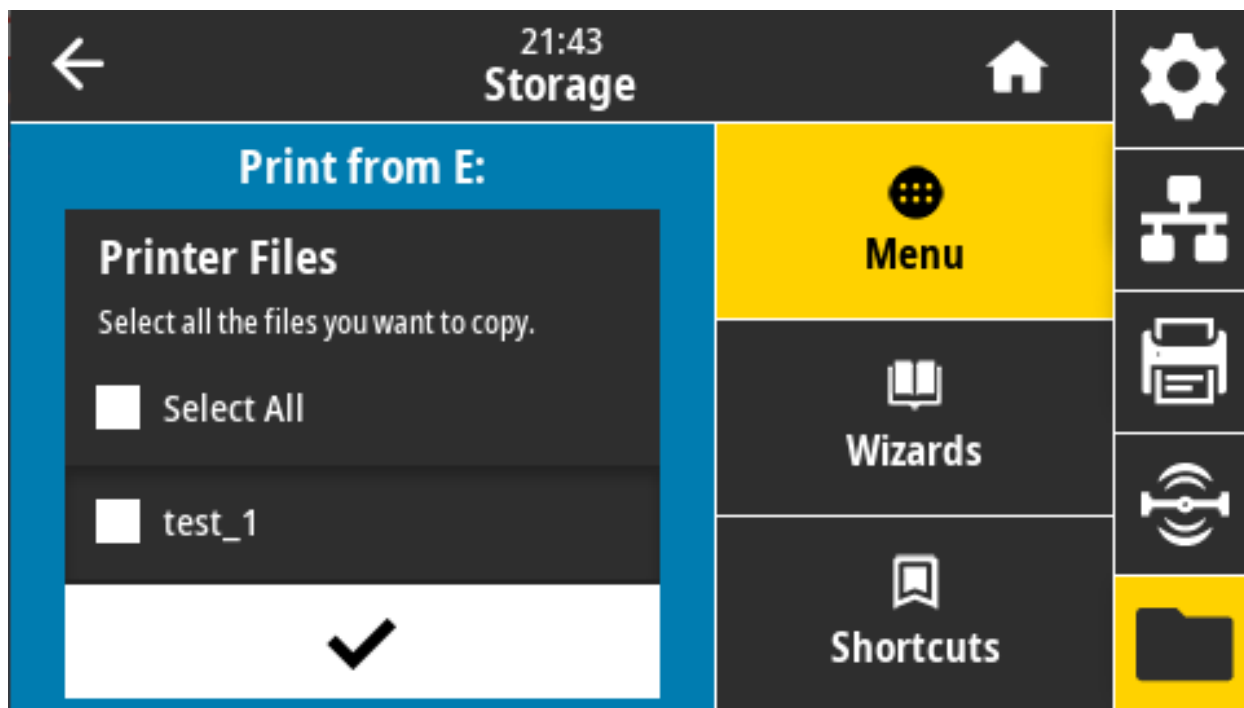 21:43
Storage
Print from E:
Printer Files
Select all the files you want to copy.
Select All
test_1
Menu
Wizards
Shortcuts